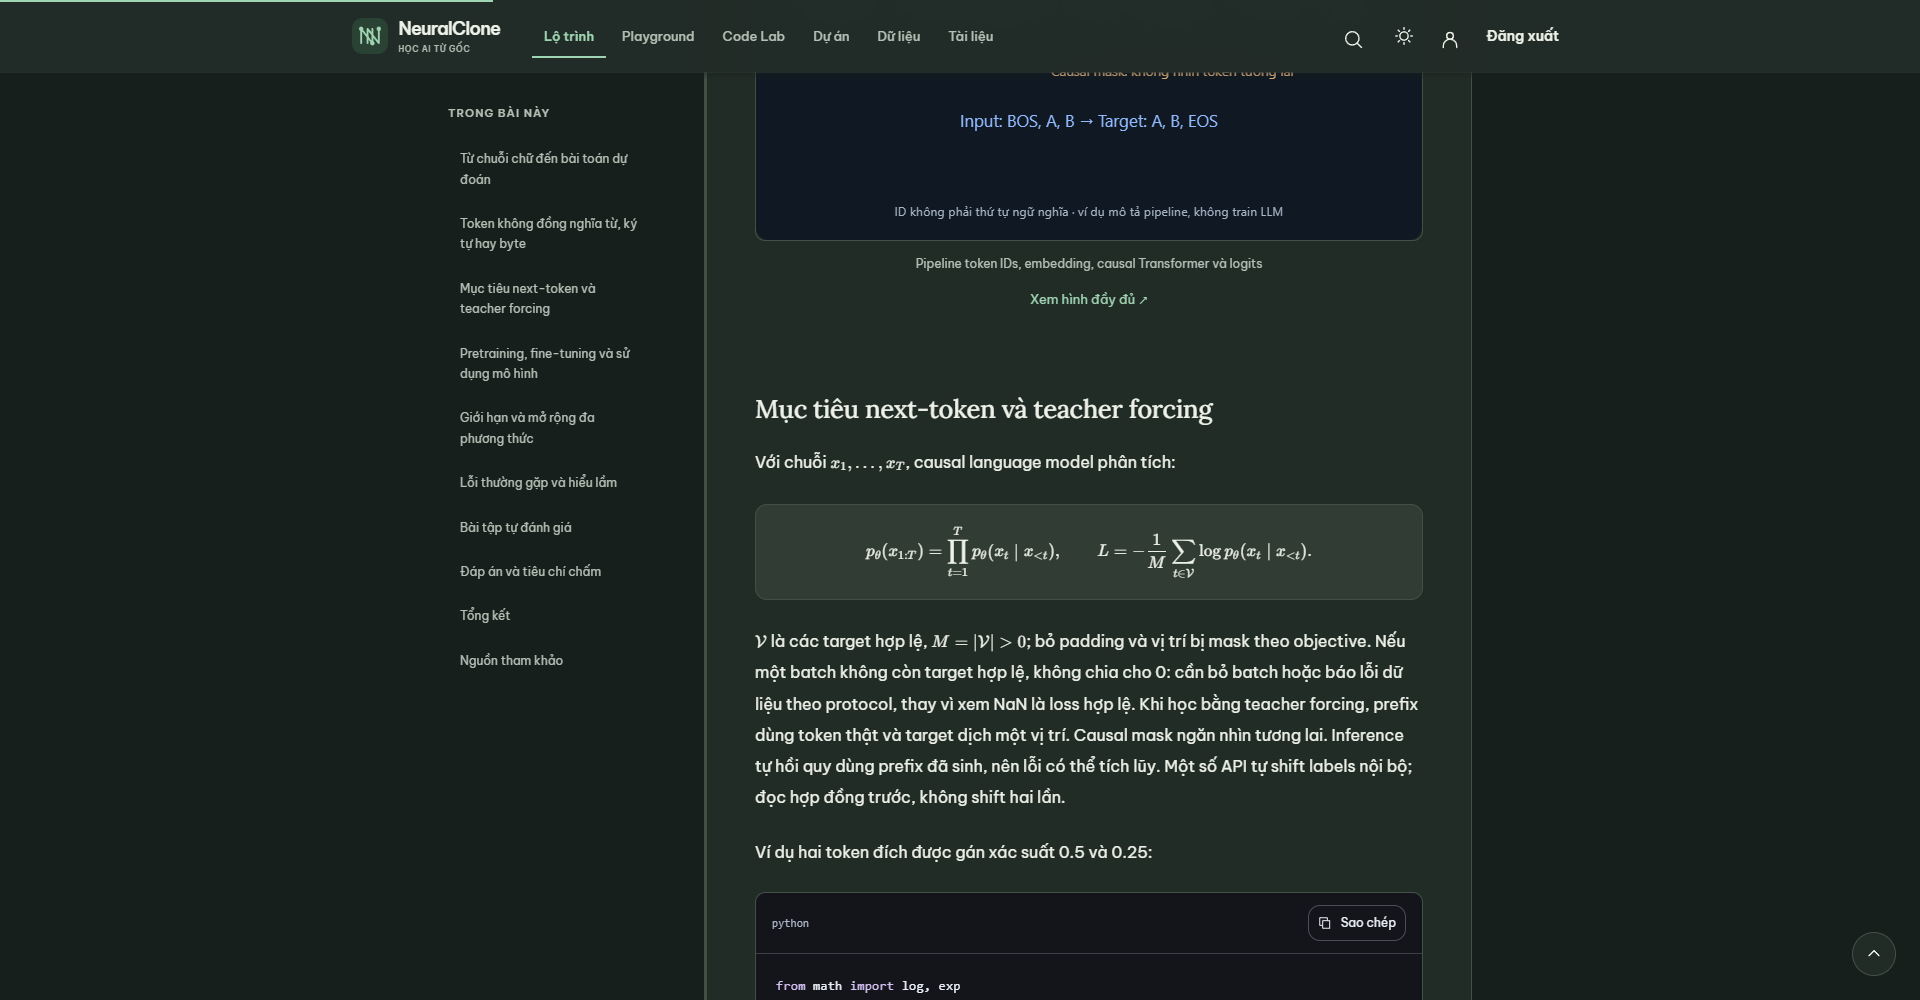 NeuralClone
HỌC AI TỪ GỐC
Lộ trình
Playground
Code Lab
Dự án
Dữ liệu
Tài liệu
Đăng xuất
TRONG BÀI NÀY
Từ chuỗi chữ đến bài toán dự
đoán
Token không đồng nghĩa từ, ký
tự hay byte
Mục tiêu next-token và
teacher forcing
Pretraining, fine-tuning và sử
dụng mô hình
Giới hạn và mở rộng đa
phương thức
Lỗi thường gặp và hiểu lầm
Bài tập tự đánh giá
Đáp án và tiêu chí chấm
Tổng kết
Nguồn tham khảo
Causal mask: không nhìn token tương lai
Input: BOS, A, B → Target: A, B, EOS
ID không phải thứ tự ngữ nghĩa · ví dụ mô tả pipeline, không train LLM
Pipeline token IDs, embedding, causal Transformer và logits
Xem hình đầy đủ ↗
Mục tiêu next-token và teacher forcing
Với chuỗi x_1, …, x_T, causal language model phân tích:
p_θ(x_{1:T}) = ∏_{t=1}^{T} p_θ(x_t | x_{<t}), L = −\frac{1}{M} ∑_{t∈𝒱} log p_θ(x_t | x_{<t}).
𝒱 là các target hợp lệ, M = |𝒱| > 0; bỏ padding và vị trí bị mask theo objective. Nếu
một batch không còn target hợp lệ, không chia cho 0: cần bỏ batch hoặc báo lỗi dữ
liệu theo protocol, thay vì xem NaN là loss hợp lệ. Khi học bằng teacher forcing, prefix
dùng token thật và target dịch một vị trí. Causal mask ngăn nhìn tương lai. Inference
tự hồi quy dùng prefix đã sinh, nên lỗi có thể tích lũy. Một số API tự shift labels nội bộ;
đọc hợp đồng trước, không shift hai lần.
Ví dụ hai token đích được gán xác suất 0.5 và 0.25:
python
Sao chép
from math import log, exp